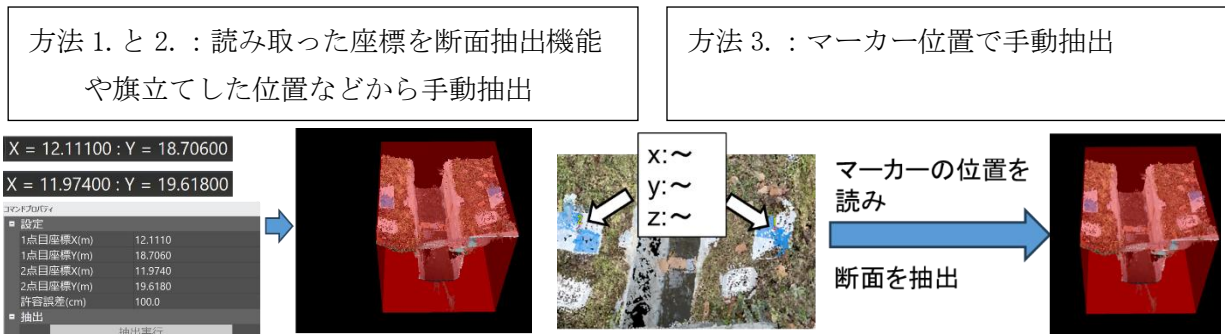 方法 1. と 2. ：読み取った座標を断面抽出機能
や旗立てした位置などから手動抽出
方法 3. ：マーカー位置で手動抽出
X = 12.11100 : Y = 18.70600
X = 11.97400 : Y = 19.61800
コマンドプロパティ
設定
1点目座標X(m) 12.1110
1点目座標Y(m) 18.7060
2点目座標X(m) 11.9740
2点目座標Y(m) 19.6180
許容誤差(cm) 100.0
抽出
抽出実行
x:～
y:～
z:～
マーカーの位置を
読み
断面を抽出